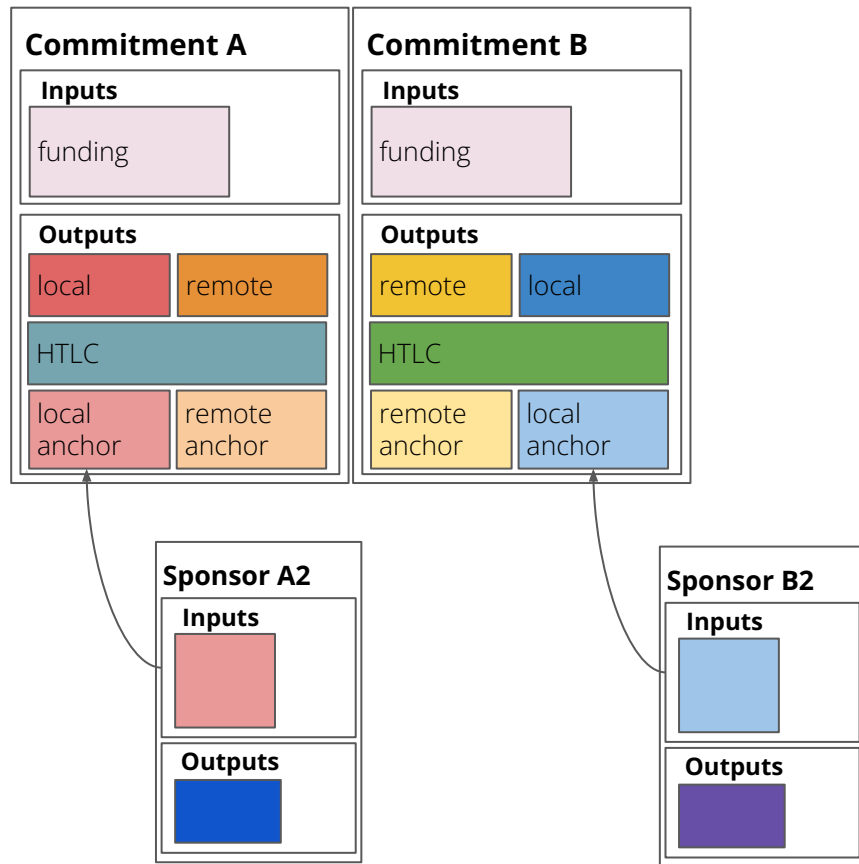 Commitment A
Inputs
funding
Outputs
local
remote
HTLC
local
anchor
remote
anchor
Commitment B
Inputs
funding
Outputs
remote
local
HTLC
remote
anchor
local
anchor
Sponsor A2
Inputs
Outputs
Sponsor B2
Inputs
Outputs